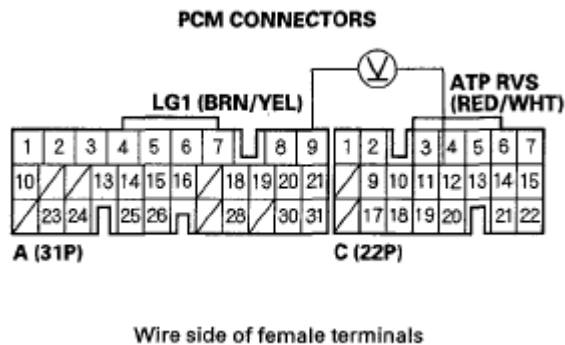 PCM CONNECTORS
V
ATP RVS
LG1 (BRN/YEL) (RED/WHT)
1 2 3 4 5 6 7 8 9 1 2 3 4 5 6 7
10 13 14 15 16 18 19 20 21 9 10 11 12 13 14 15
23 24 25 26 28 30 31 17 18 19 20 21 22
A (31P) C (22P)
Wire side of female terminals